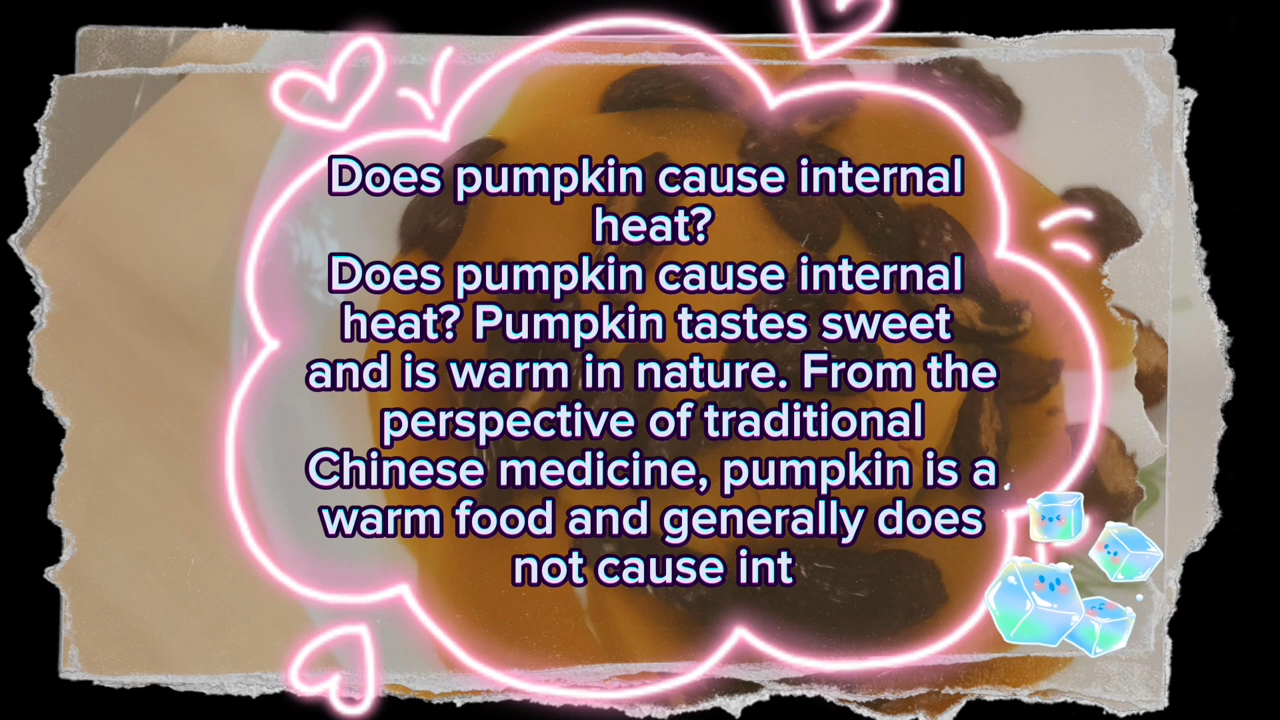 Does pumpkin cause internal
heat?
Does pumpkin cause internal
heat? Pumpkin tastes sweet
and is warm in nature. From the
perspective of traditional
Chinese medicine, pumpkin is a
warm food and generally does
not cause int